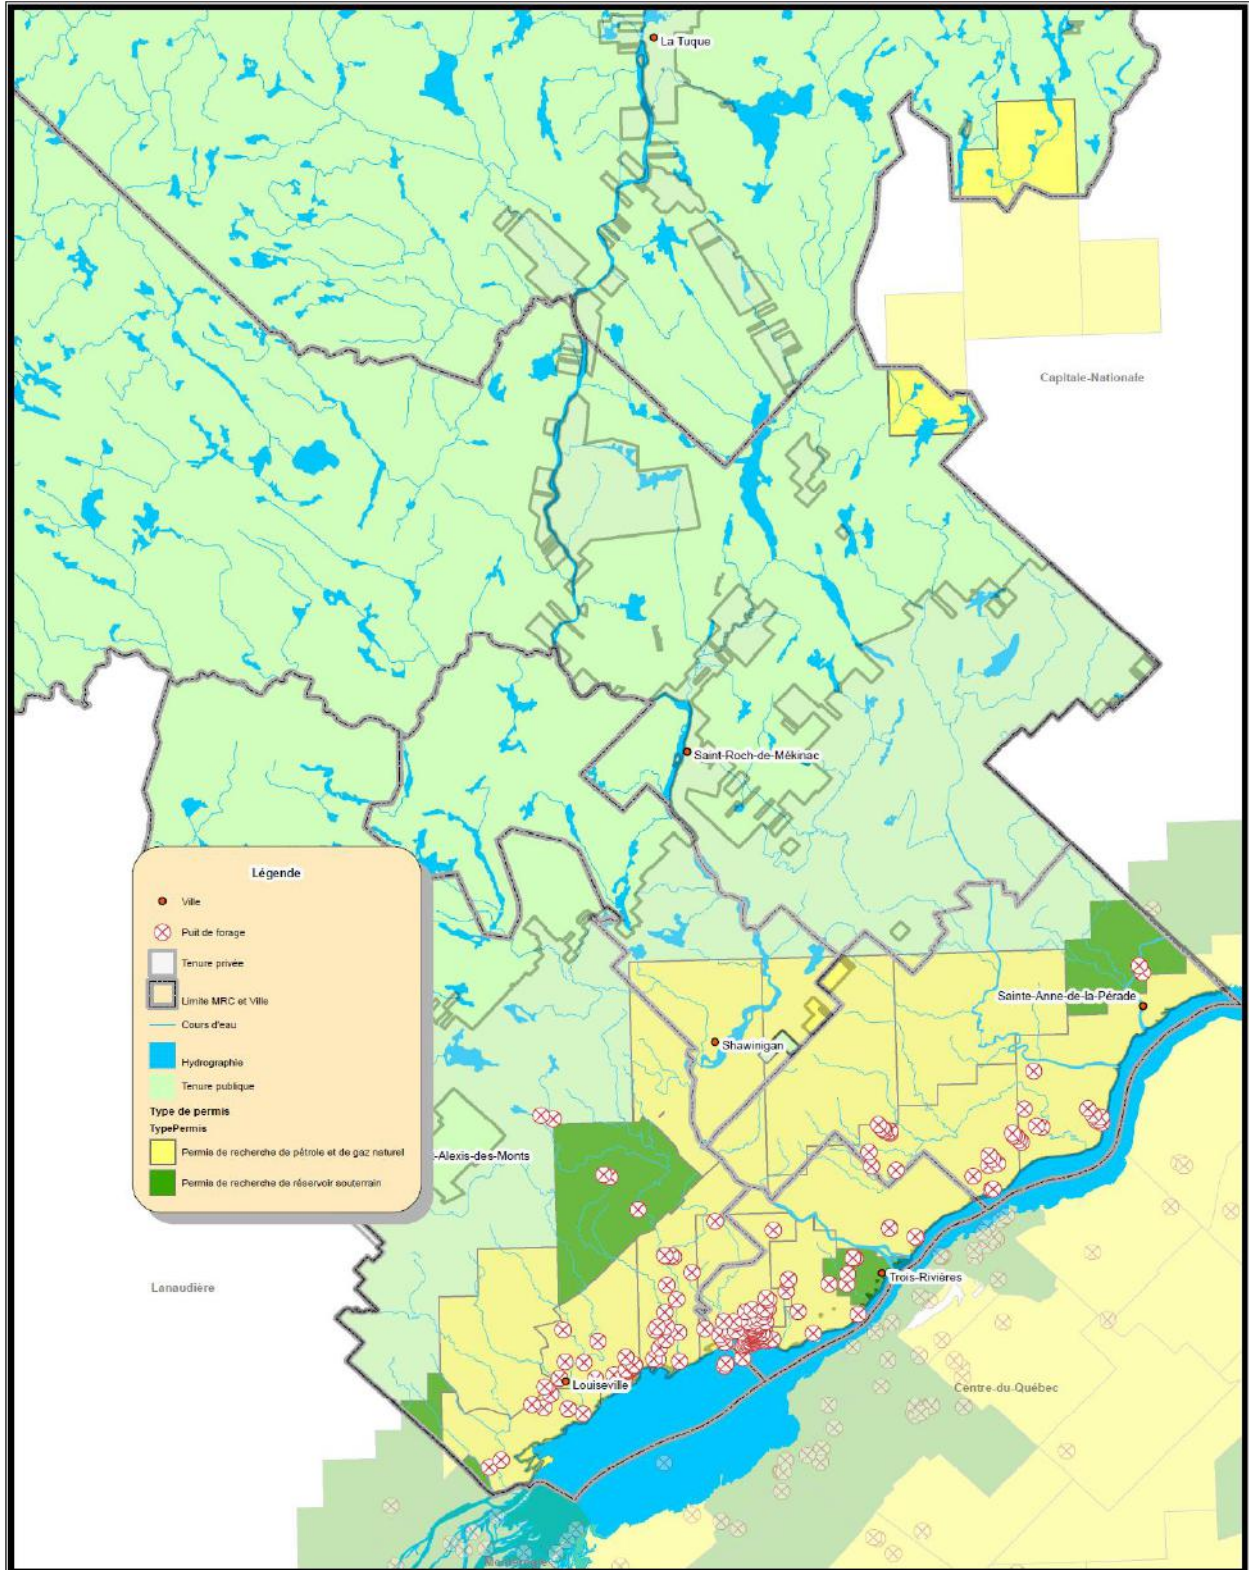 La Tuque
Capitale-Nationale
Saint-Roch-de-Mékinac
Légende
Ville
Puit de forage
Tenure privée
Limite MRC et Ville
Cours d'eau
Hydrographie
Tenure publique
Type de permis
TypePermis
Permis de recherche de pétrole et de gaz naturel
Permis de recherche de réservoir souterrain
Sainte-Anne-de-la-Pérade
Shawinigan
-Alexis-des-Monts
Lanaudière
Trois-Rivières
Louiseville
Centre-du-Québec